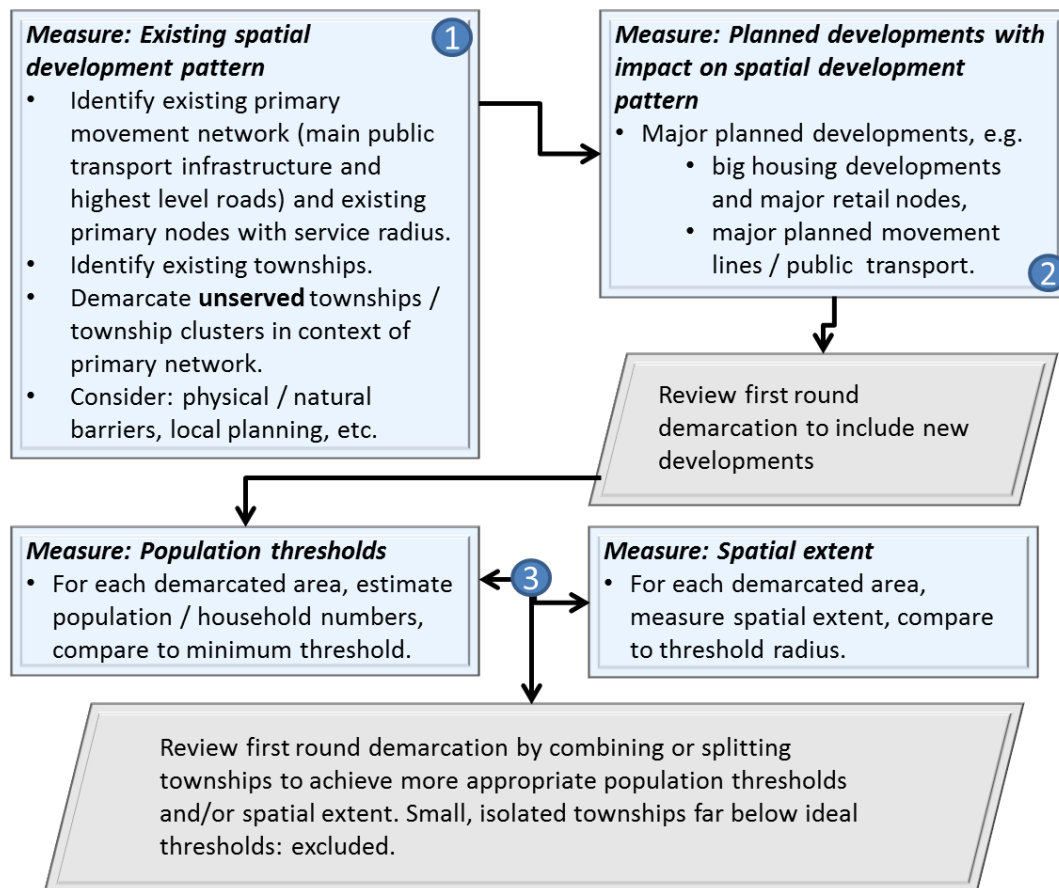 Measure: Existing spatial
development pattern
1
• Identify existing primary
movement network (main public
transport infrastructure and
highest level roads) and existing
primary nodes with service radius.
• Identify existing townships.
• Demarcate unserved townships /
township clusters in context of
primary network.
• Consider: physical / natural
barriers, local planning, etc.
Measure: Planned developments with
impact on spatial development
pattern
• Major planned developments, e.g.
• big housing developments
and major retail nodes,
• major planned movement
lines / public transport.
2
Review first round
demarcation to include new
developments
Measure: Population thresholds
• For each demarcated area, estimate
population / household numbers,
compare to minimum threshold.
3
Measure: Spatial extent
• For each demarcated area,
measure spatial extent, compare
to threshold radius.
Review first round demarcation by combining or splitting
townships to achieve more appropriate population thresholds
and/or spatial extent. Small, isolated townships far below ideal
thresholds: excluded.